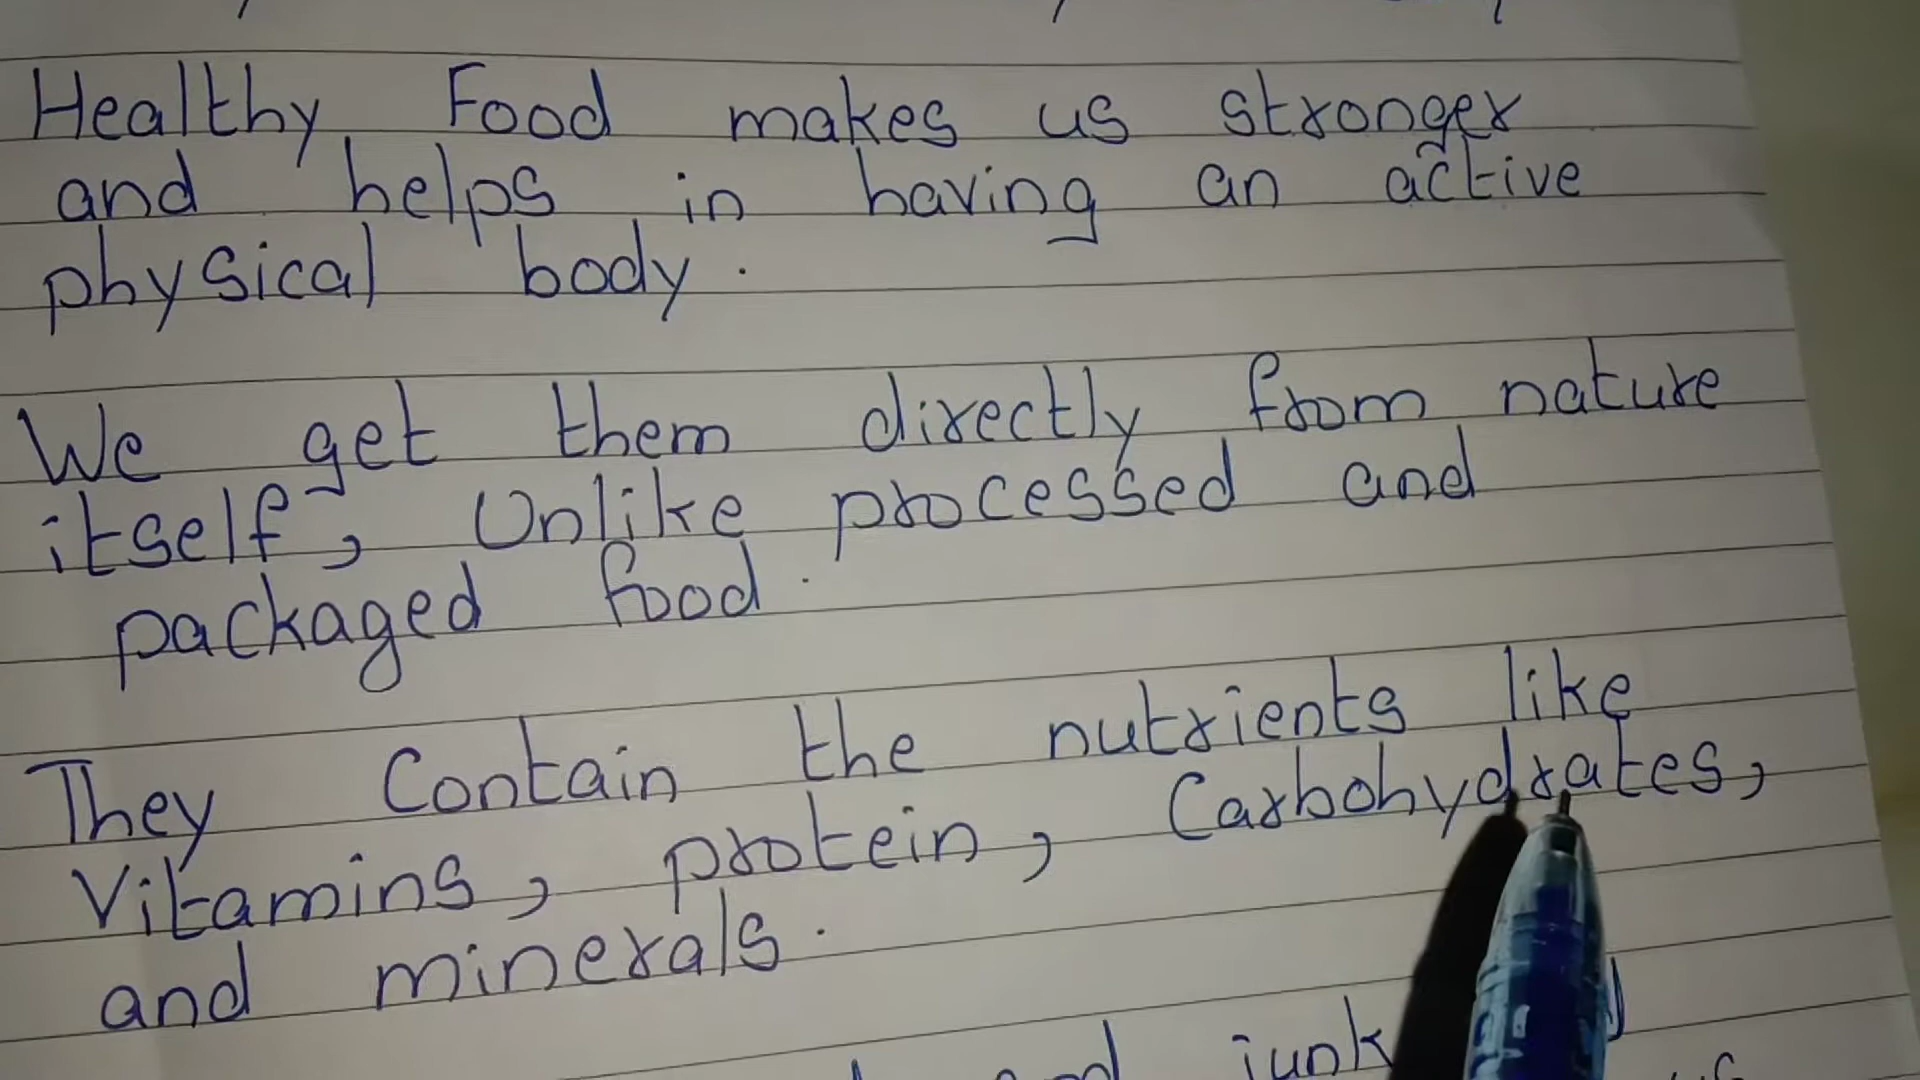 Healthy Food makes us stronger
and helps in having an active
physical body.
We get them directly from nature
itself, Unlike processed and
packaged food.
They Contain the nutrients like
Vitamins, protein, Carbohydrates,
and minerals.
junk